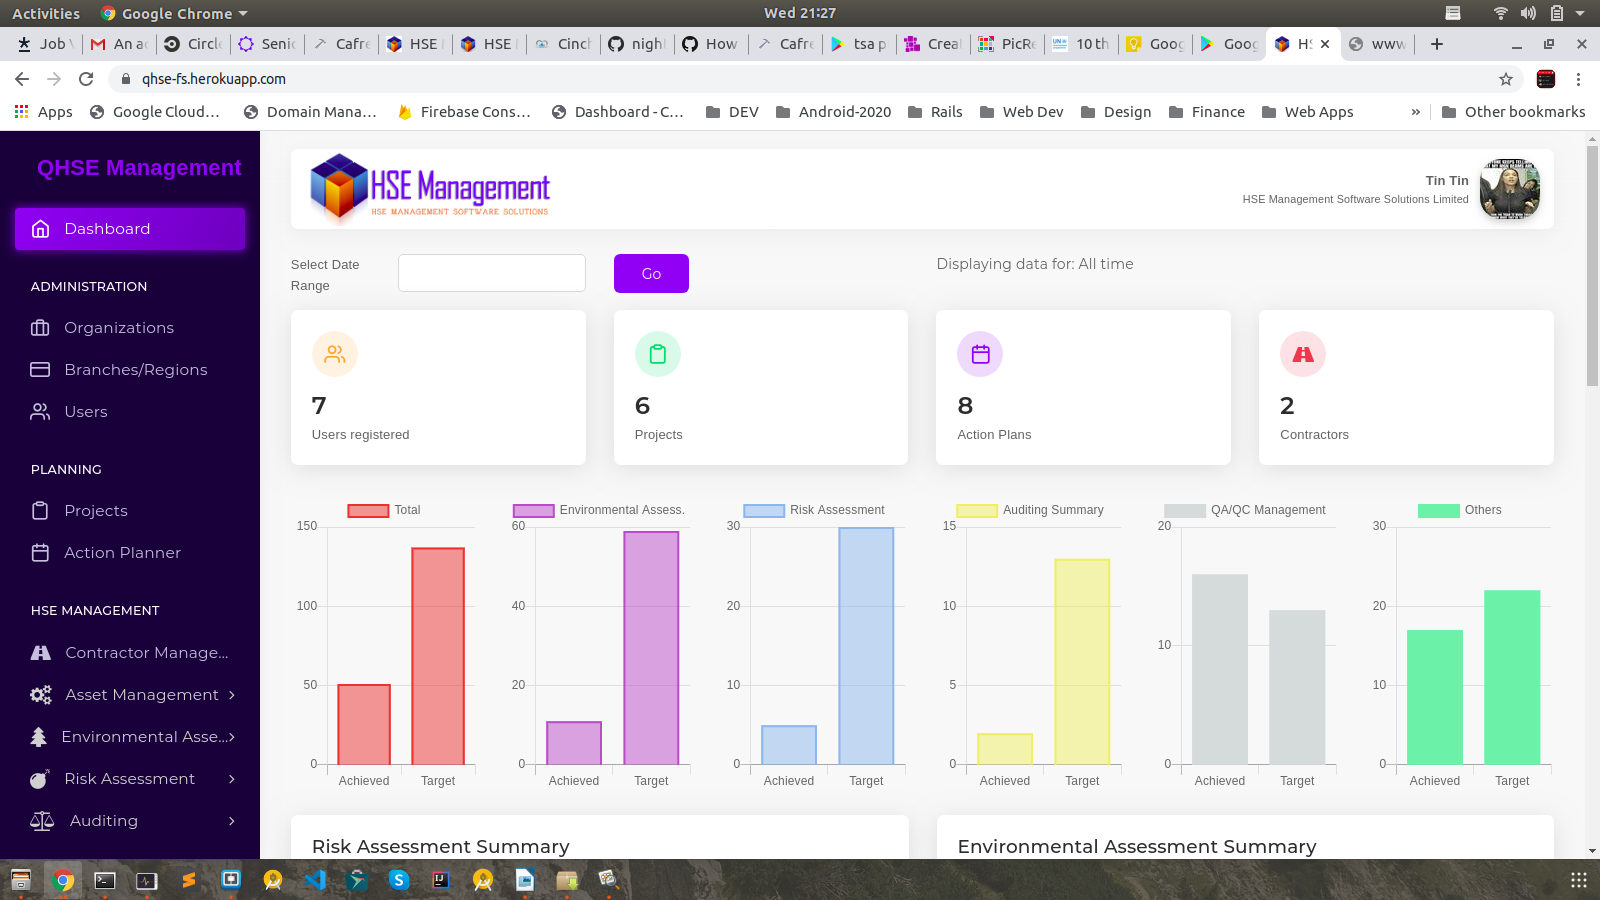 Activities
Google Chrome
Wed 21:27
Job
An a
Circle
Senic
Cafre
HSE
HSE
Cinch
night
How
Cafre
tsa p
Creat
PicRe
10 th
Goog
Goog
HS
www
qhse-fs.herokuapp.com
Apps
Google Cloud...
Domain Mana...
Firebase Cons...
Dashboard - C...
DEV
Android-2020
Rails
Web Dev
Design
Finance
Web Apps
»
Other bookmarks
QHSE Management
Dashboard
ADMINISTRATION
Organizations
Branches/Regions
Users
PLANNING
Projects
Action Planner
HSE MANAGEMENT
Contractor Manage...
Asset Management
Environmental Asse...
Risk Assessment
Auditing
HSE Management
HSE MANAGEMENT SOFTWARE SOLUTIONS
Tin Tin
HSE Management Software Solutions Limited
Select Date
Range
Go
Displaying data for: All time
7
Users registered
6
Projects
8
Action Plans
2
Contractors
Total
150
100
50
0
Achieved
Target
Environmental Assess.
60
40
20
0
Achieved
Target
Risk Assessment
30
20
10
0
Achieved
Target
Auditing Summary
15
10
5
0
Achieved
Target
QA/QC Management
20
10
0
Achieved
Target
Others
30
20
10
0
Achieved
Target
Risk Assessment Summary
Environmental Assessment Summary